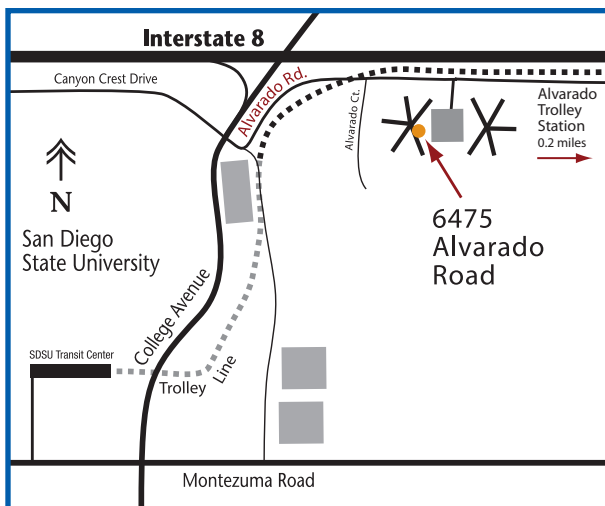 Interstate 8
Canyon Crest Drive
Alvarado Rd.
Alvarado Ct.
Alvarado
Trolley
Station
0.2 miles
N
6475
Alvarado
Road
San Diego
State University
College Avenue
SDSU Transit Center
Trolley Line
Montezuma Road